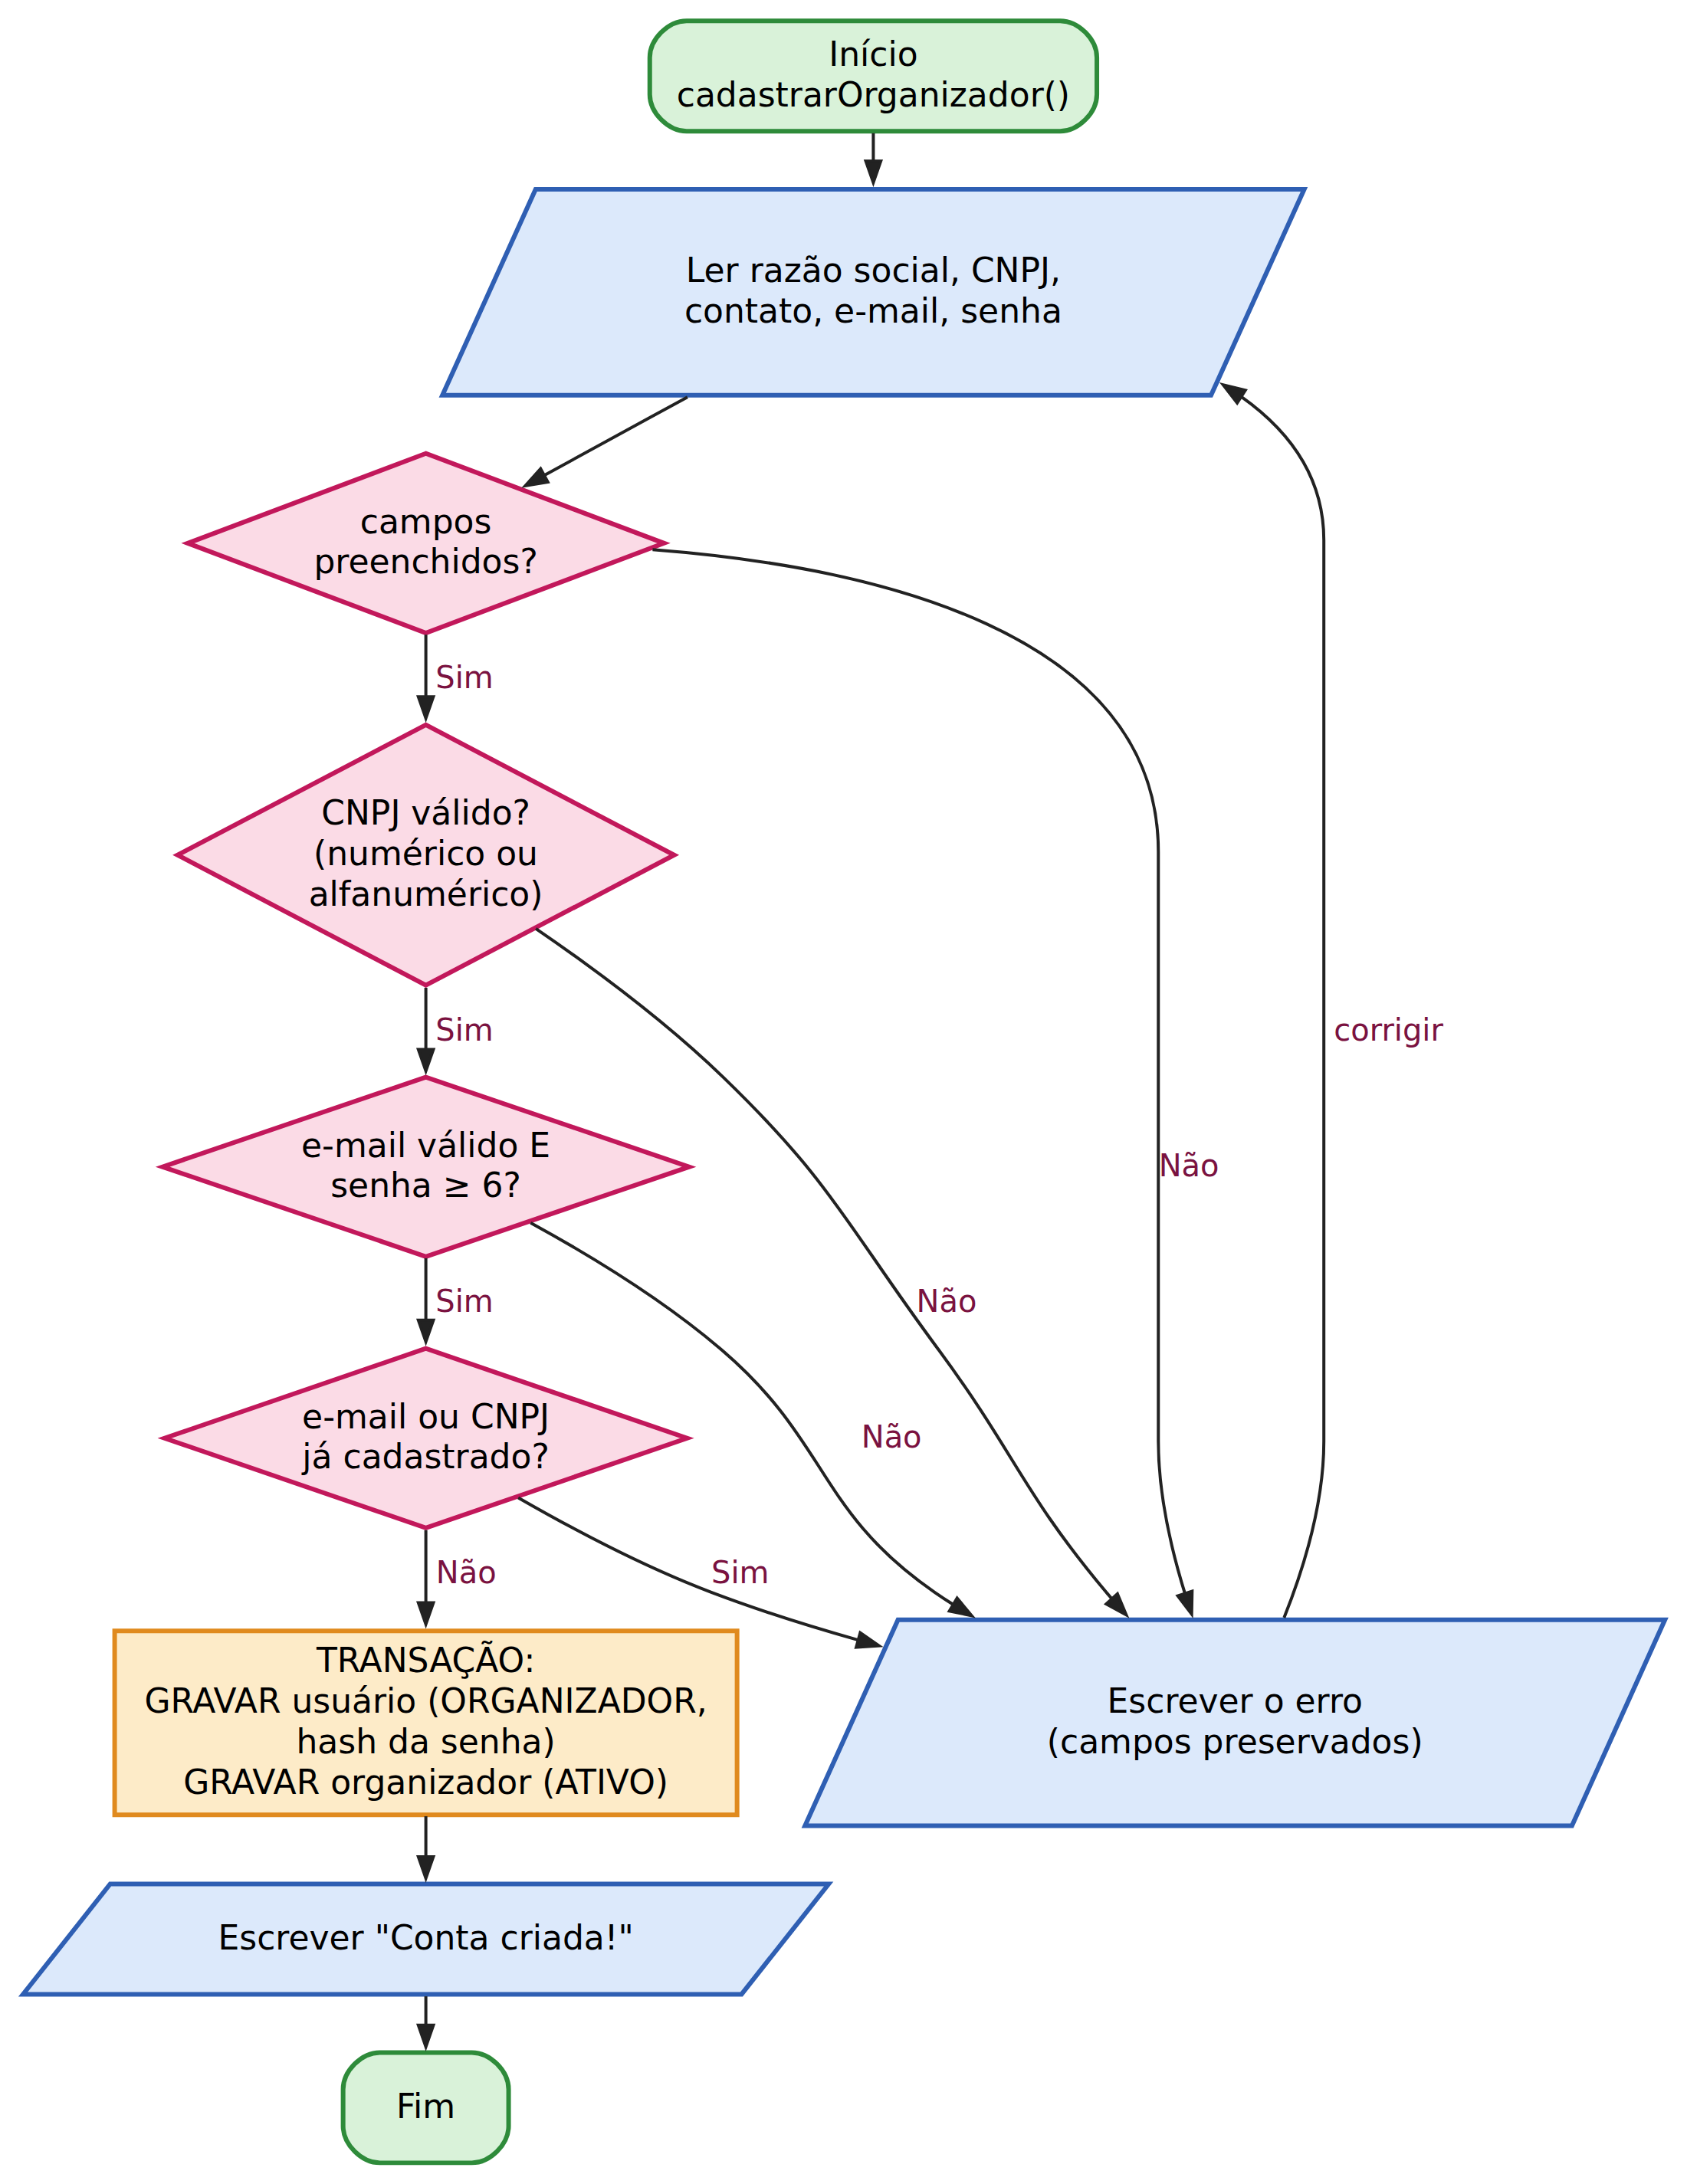 Início
cadastrarOrganizador()
Ler razão social, CNPJ,
contato, e-mail, senha
campos
preenchidos?
Sim
CNPJ válido?
(numérico ou
alfanumérico)
Sim
corrigir
e-mail válido E
senha ≥ 6?
Não
Sim
Não
e-mail ou CNPJ
já cadastrado?
Não
Não
Sim
TRANSAÇÃO:
GRAVAR usuário (ORGANIZADOR,
hash da senha)
GRAVAR organizador (ATIVO)
Escrever o erro
(campos preservados)
Escrever "Conta criada!"
Fim